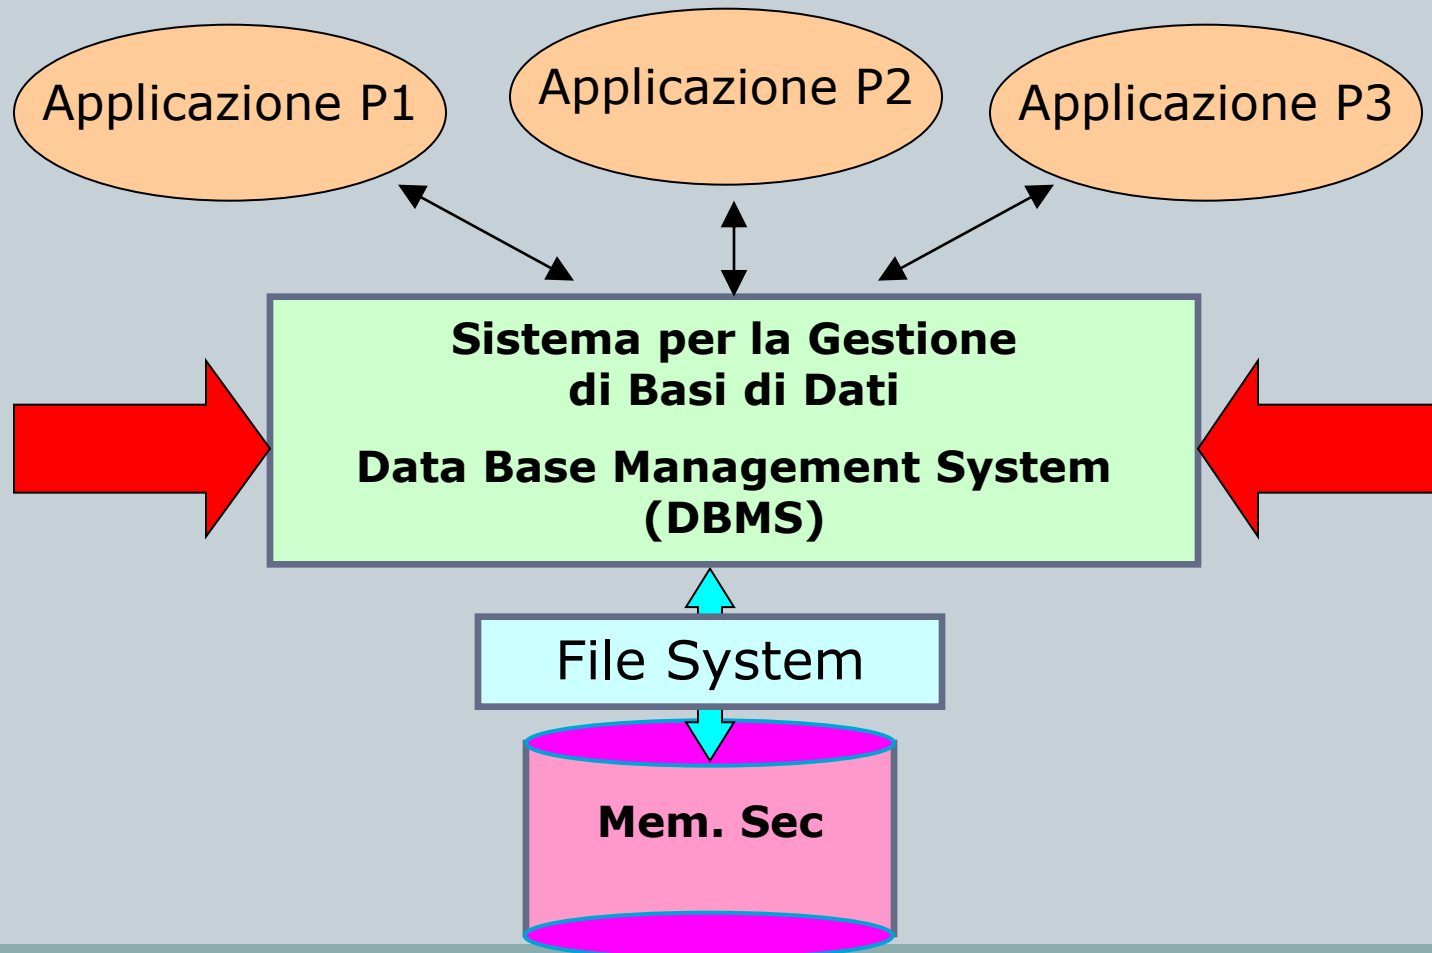 Applicazione P1
Applicazione P2
Applicazione P3
Sistema per la Gestione
di Basi di Dati
Data Base Management System
(DBMS)
File System
Mem. Sec